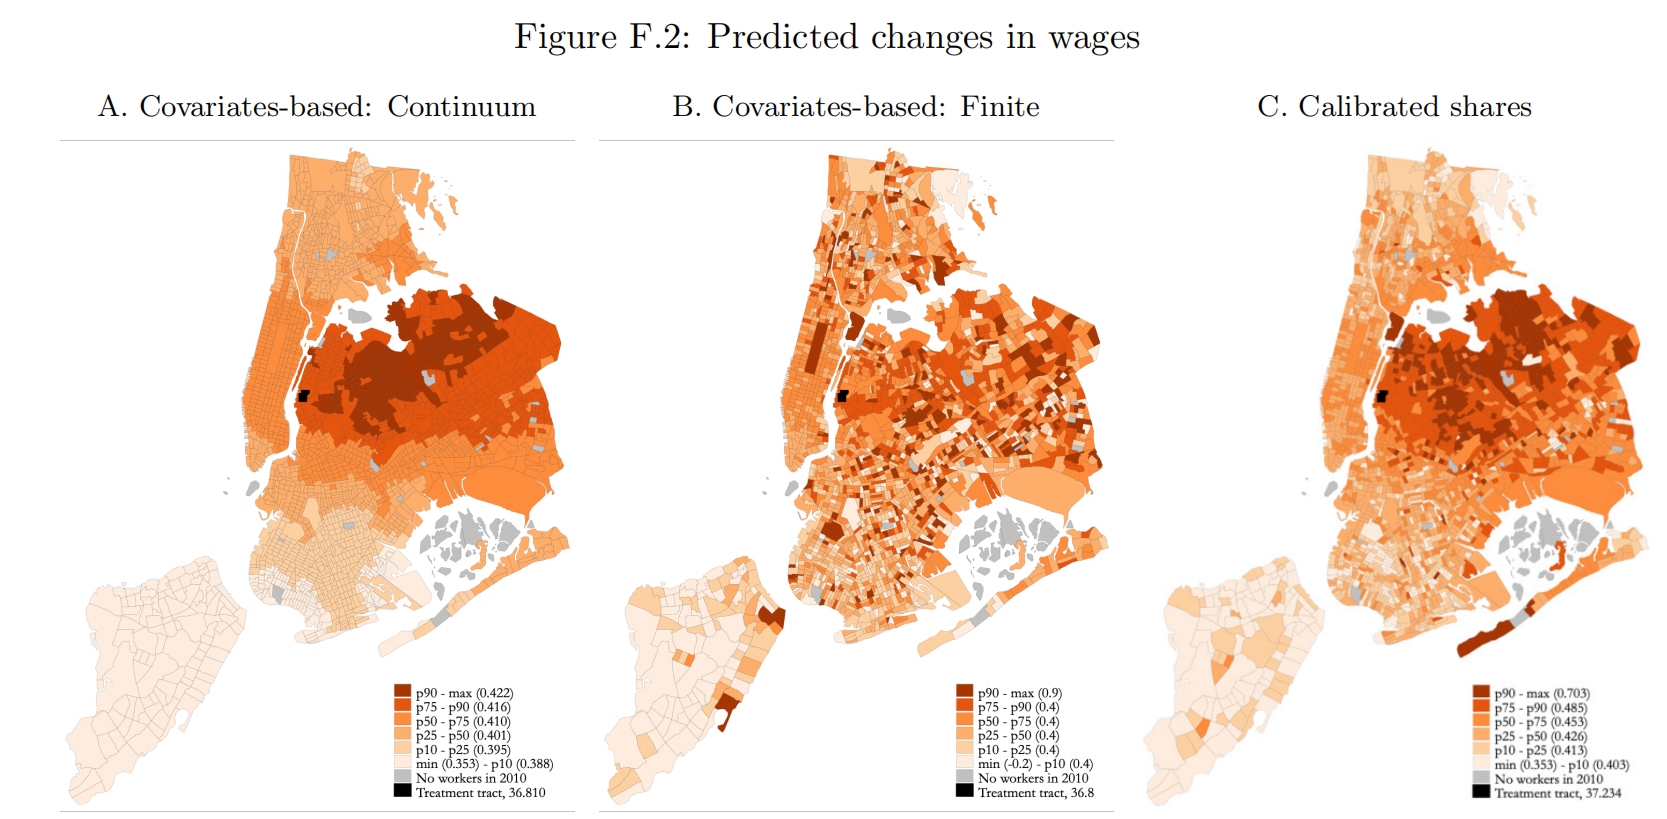 Figure F.2: Predicted changes in wages
A. Covariates-based: Continuum
p90 - max (0.422)
p75 - p90 (0.416)
p50 - p75 (0.410)
p25 - p50 (0.401)
p10 - p25 (0.395)
min (0.353) - p10 (0.388)
No workers in 2010
Treatment tract, 36.810
B. Covariates-based: Finite
p90 - max (0.9)
p75 - p90 (0.4)
p50 - p75 (0.4)
p25 - p50 (0.4)
p10 - p25 (0.4)
min (-0.2) - p10 (0.4)
No workers in 2010
Treatment tract, 36.8
C. Calibrated shares
p90 - max (0.703)
p75 - p90 (0.485)
p50 - p75 (0.453)
p25 - p50 (0.426)
p10 - p25 (0.413)
min (0.353) - p10 (0.403)
No workers in 2010
Treatment tract, 37.234